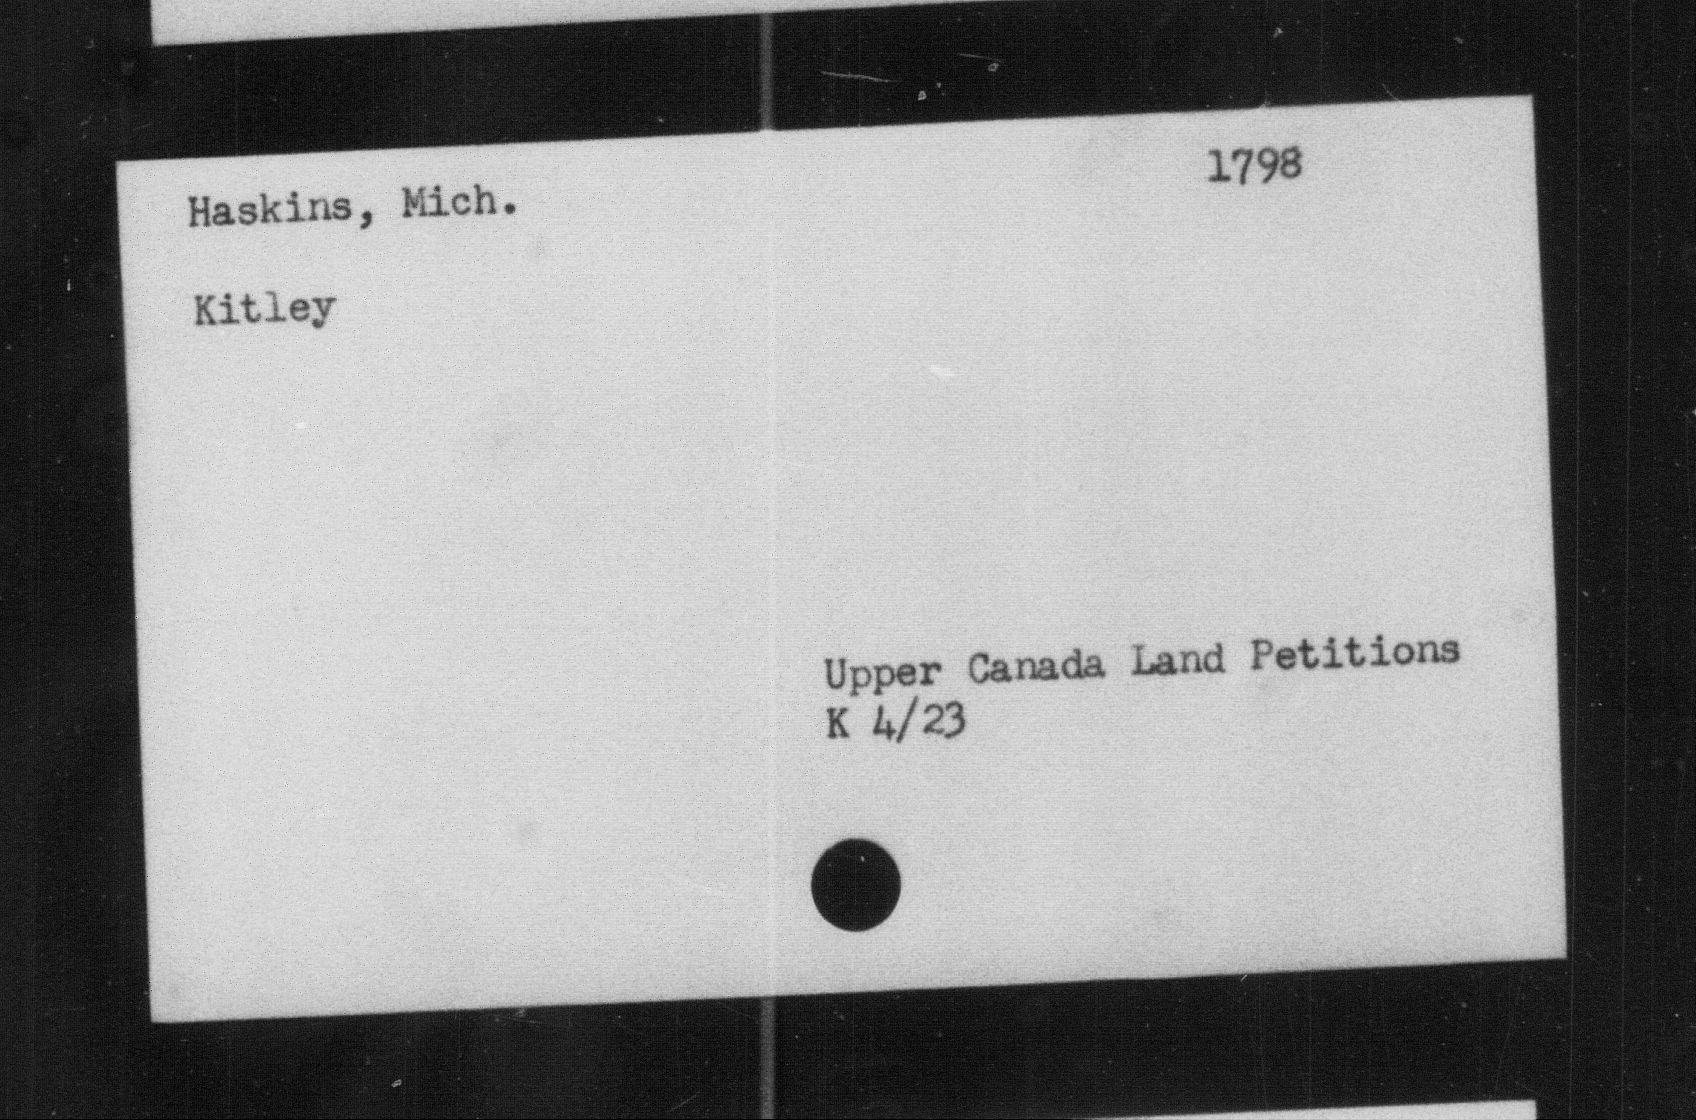 Haskins, Mich. 1798
Kitley
Upper Canada Land Petitions
K 4/23